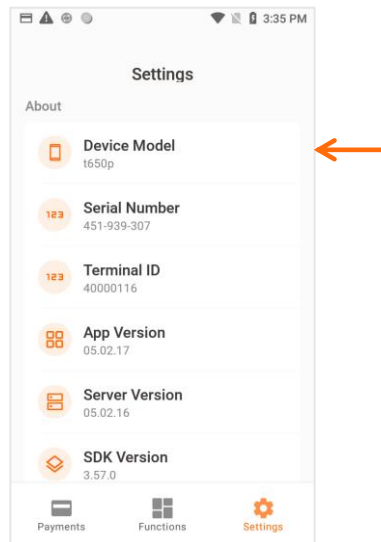 3:35 PM
Settings
About
Device Model
t650p
Serial Number
451-939-307
Terminal ID
40000116
App Version
05.02.17
Server Version
05.02.16
SDK Version
3.57.0
Payments
Functions
Settings